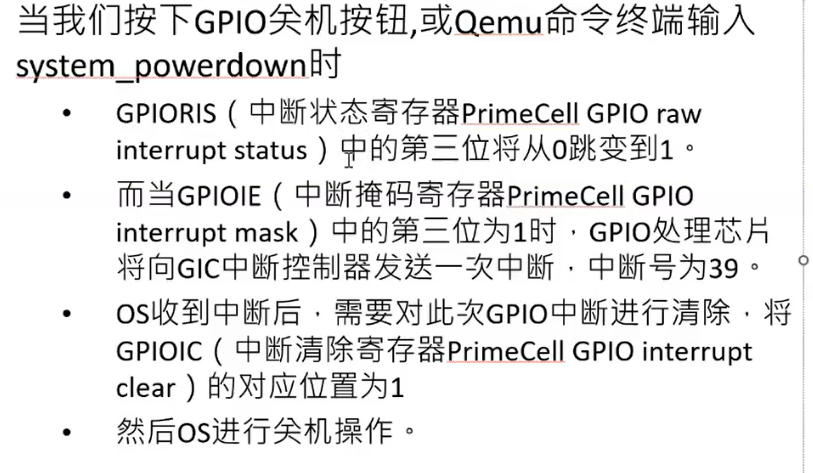 当我们按下GPIO关机按钮,或Qemu命令终端输入
system_powerdown时
• GPIORIS（中断状态寄存器PrimeCell GPIO raw
interrupt status）中的第三位将从0跳变到1。
• 而当GPIOIE（中断掩码寄存器PrimeCell GPIO
interrupt mask）中的第三位为1时，GPIO处理芯片
将向GIC中断控制器发送一次中断，中断号为39。
• OS收到中断后，需要对此次GPIO中断进行清除，将
GPIOIC（中断清除寄存器PrimeCell GPIO interrupt
clear）的对应位置为1
• 然后OS进行关机操作。